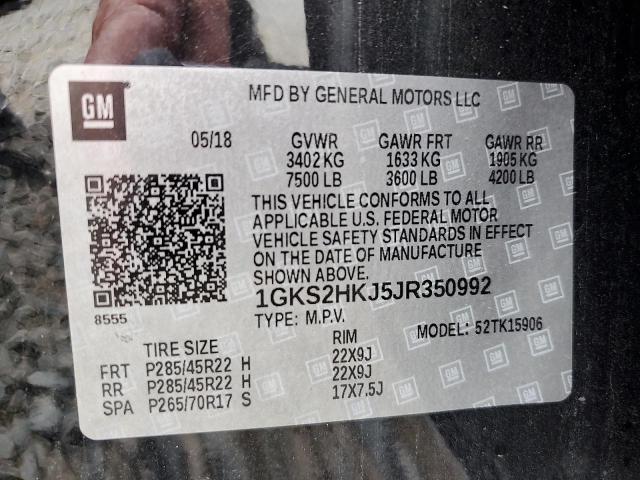 GM
MFD BY GENERAL MOTORS LLC
05/18 GVWR GAWR FRT GAWR RR
3402 KG 1633 KG 1905 KG
7500 LB 3600 LB 4200 LB
THIS VEHICLE CONFORMS TO ALL
APPLICABLE U.S. FEDERAL MOTOR
VEHICLE SAFETY STANDARDS IN EFFECT
ON THE DATE OF MANUFACTURE
SHOWN ABOVE.
1GKS2HKJ5JR350992
8555
TYPE: M.P.V. MODEL: 52TK15906
TIRE SIZE RIM
FRT P285/45R22 H 22X9J
RR P285/45R22 H 22X9J
SPA P265/70R17 S 17X7.5J